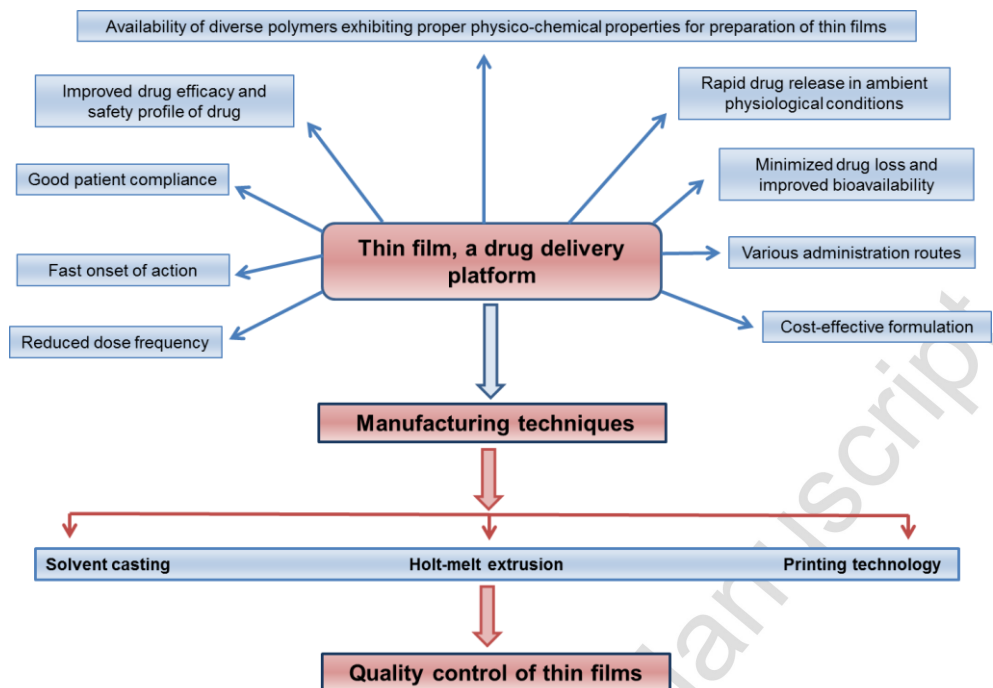 Availability of diverse polymers exhibiting proper physico-chemical properties for preparation of thin films
Improved drug efficacy and
safety profile of drug
Rapid drug release in ambient
physiological conditions
Good patient compliance
Minimized drug loss and
improved bioavailability
Thin film, a drug delivery
platform
Fast onset of action
Various administration routes
Reduced dose frequency
Cost-effective formulation
Manufacturing techniques
Solvent casting
Holt-melt extrusion
Printing technology
Quality control of thin films
anuscript